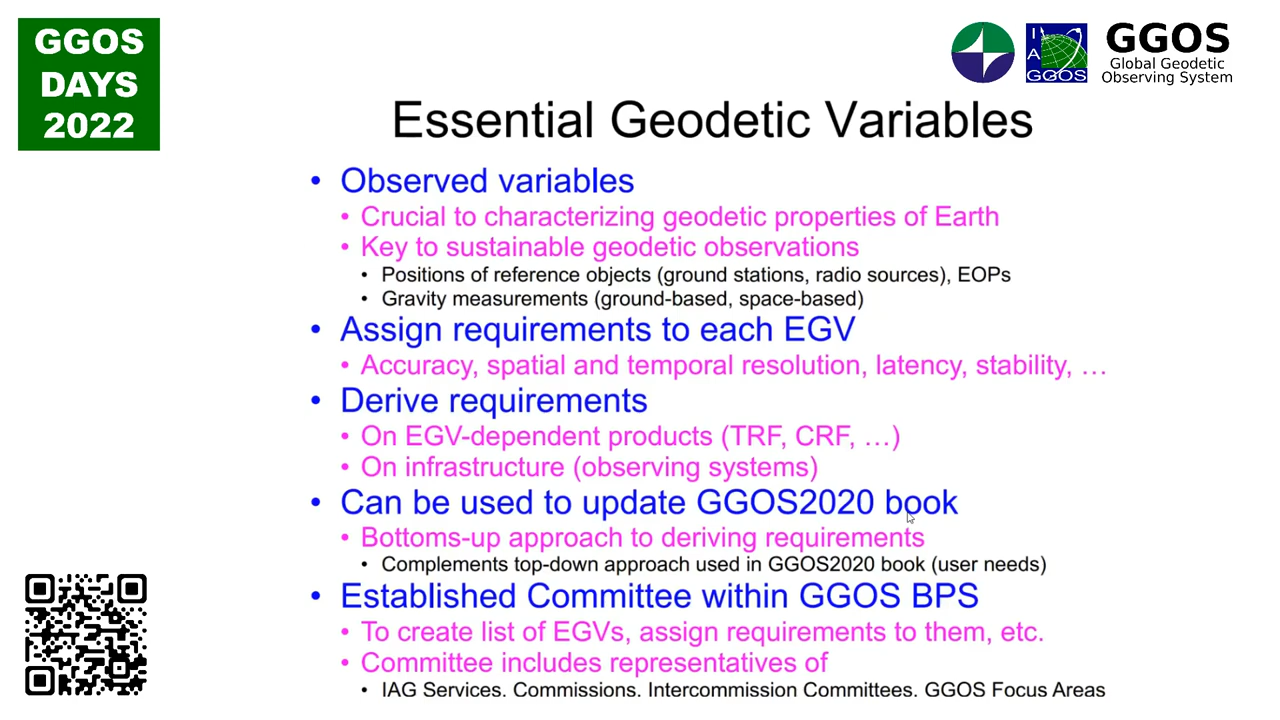 GGOS
DAYS
2022
I
A
GGOS
GGOS
Global Geodetic
Observing System
Essential Geodetic Variables
• Observed variables
• Crucial to characterizing geodetic properties of Earth
• Key to sustainable geodetic observations
• Positions of reference objects (ground stations, radio sources), EOPs
• Gravity measurements (ground-based, space-based)
• Assign requirements to each EGV
• Accuracy, spatial and temporal resolution, latency, stability, …
• Derive requirements
• On EGV-dependent products (TRF, CRF, …)
• On infrastructure (observing systems)
• Can be used to update GGOS2020 book
• Bottoms-up approach to deriving requirements
• Complements top-down approach used in GGOS2020 book (user needs)
• Established Committee within GGOS BPS
• To create list of EGVs, assign requirements to them, etc.
• Committee includes representatives of
• IAG Services. Commissions. Intercommission Committees. GGOS Focus Areas